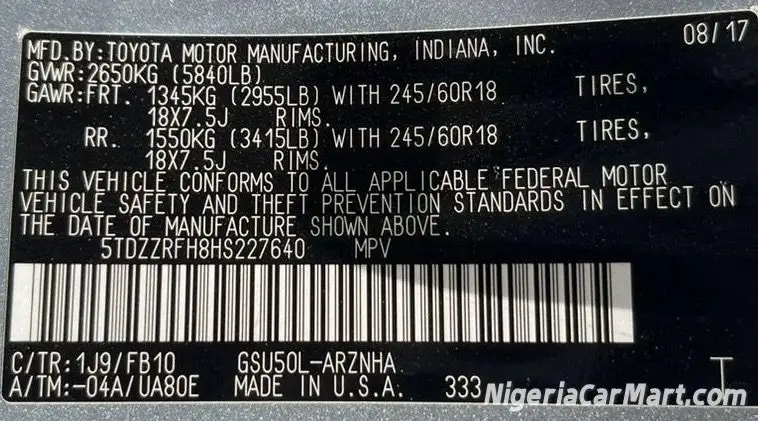 08/17
MFD.BY:TOYOTA MOTOR MANUFACTURING, INDIANA, INC.
GVWR:2650KG (5840LB)
GAWR:FRT. 1345KG (2955LB) WITH 245/60R18 TIRES,
18X7.5J RIMS.
RR. 1550KG (3415LB) WITH 245/60R18 TIRES,
18X7.5J RIMS.
THIS VEHICLE CONFORMS TO ALL APPLICABLE FEDERAL MOTOR
VEHICLE SAFETY AND THEFT PREVENTION STANDARDS IN EFFECT ON
THE DATE OF MANUFACTURE SHOWN ABOVE.
5TDZZRFH8HS227640 MPV
C/TR:1J9/FB10 GSU50L-ARZNHA
A/TM:-04A/UA80E MADE IN U.S.A. 333 T
NigeriaCarMart.com